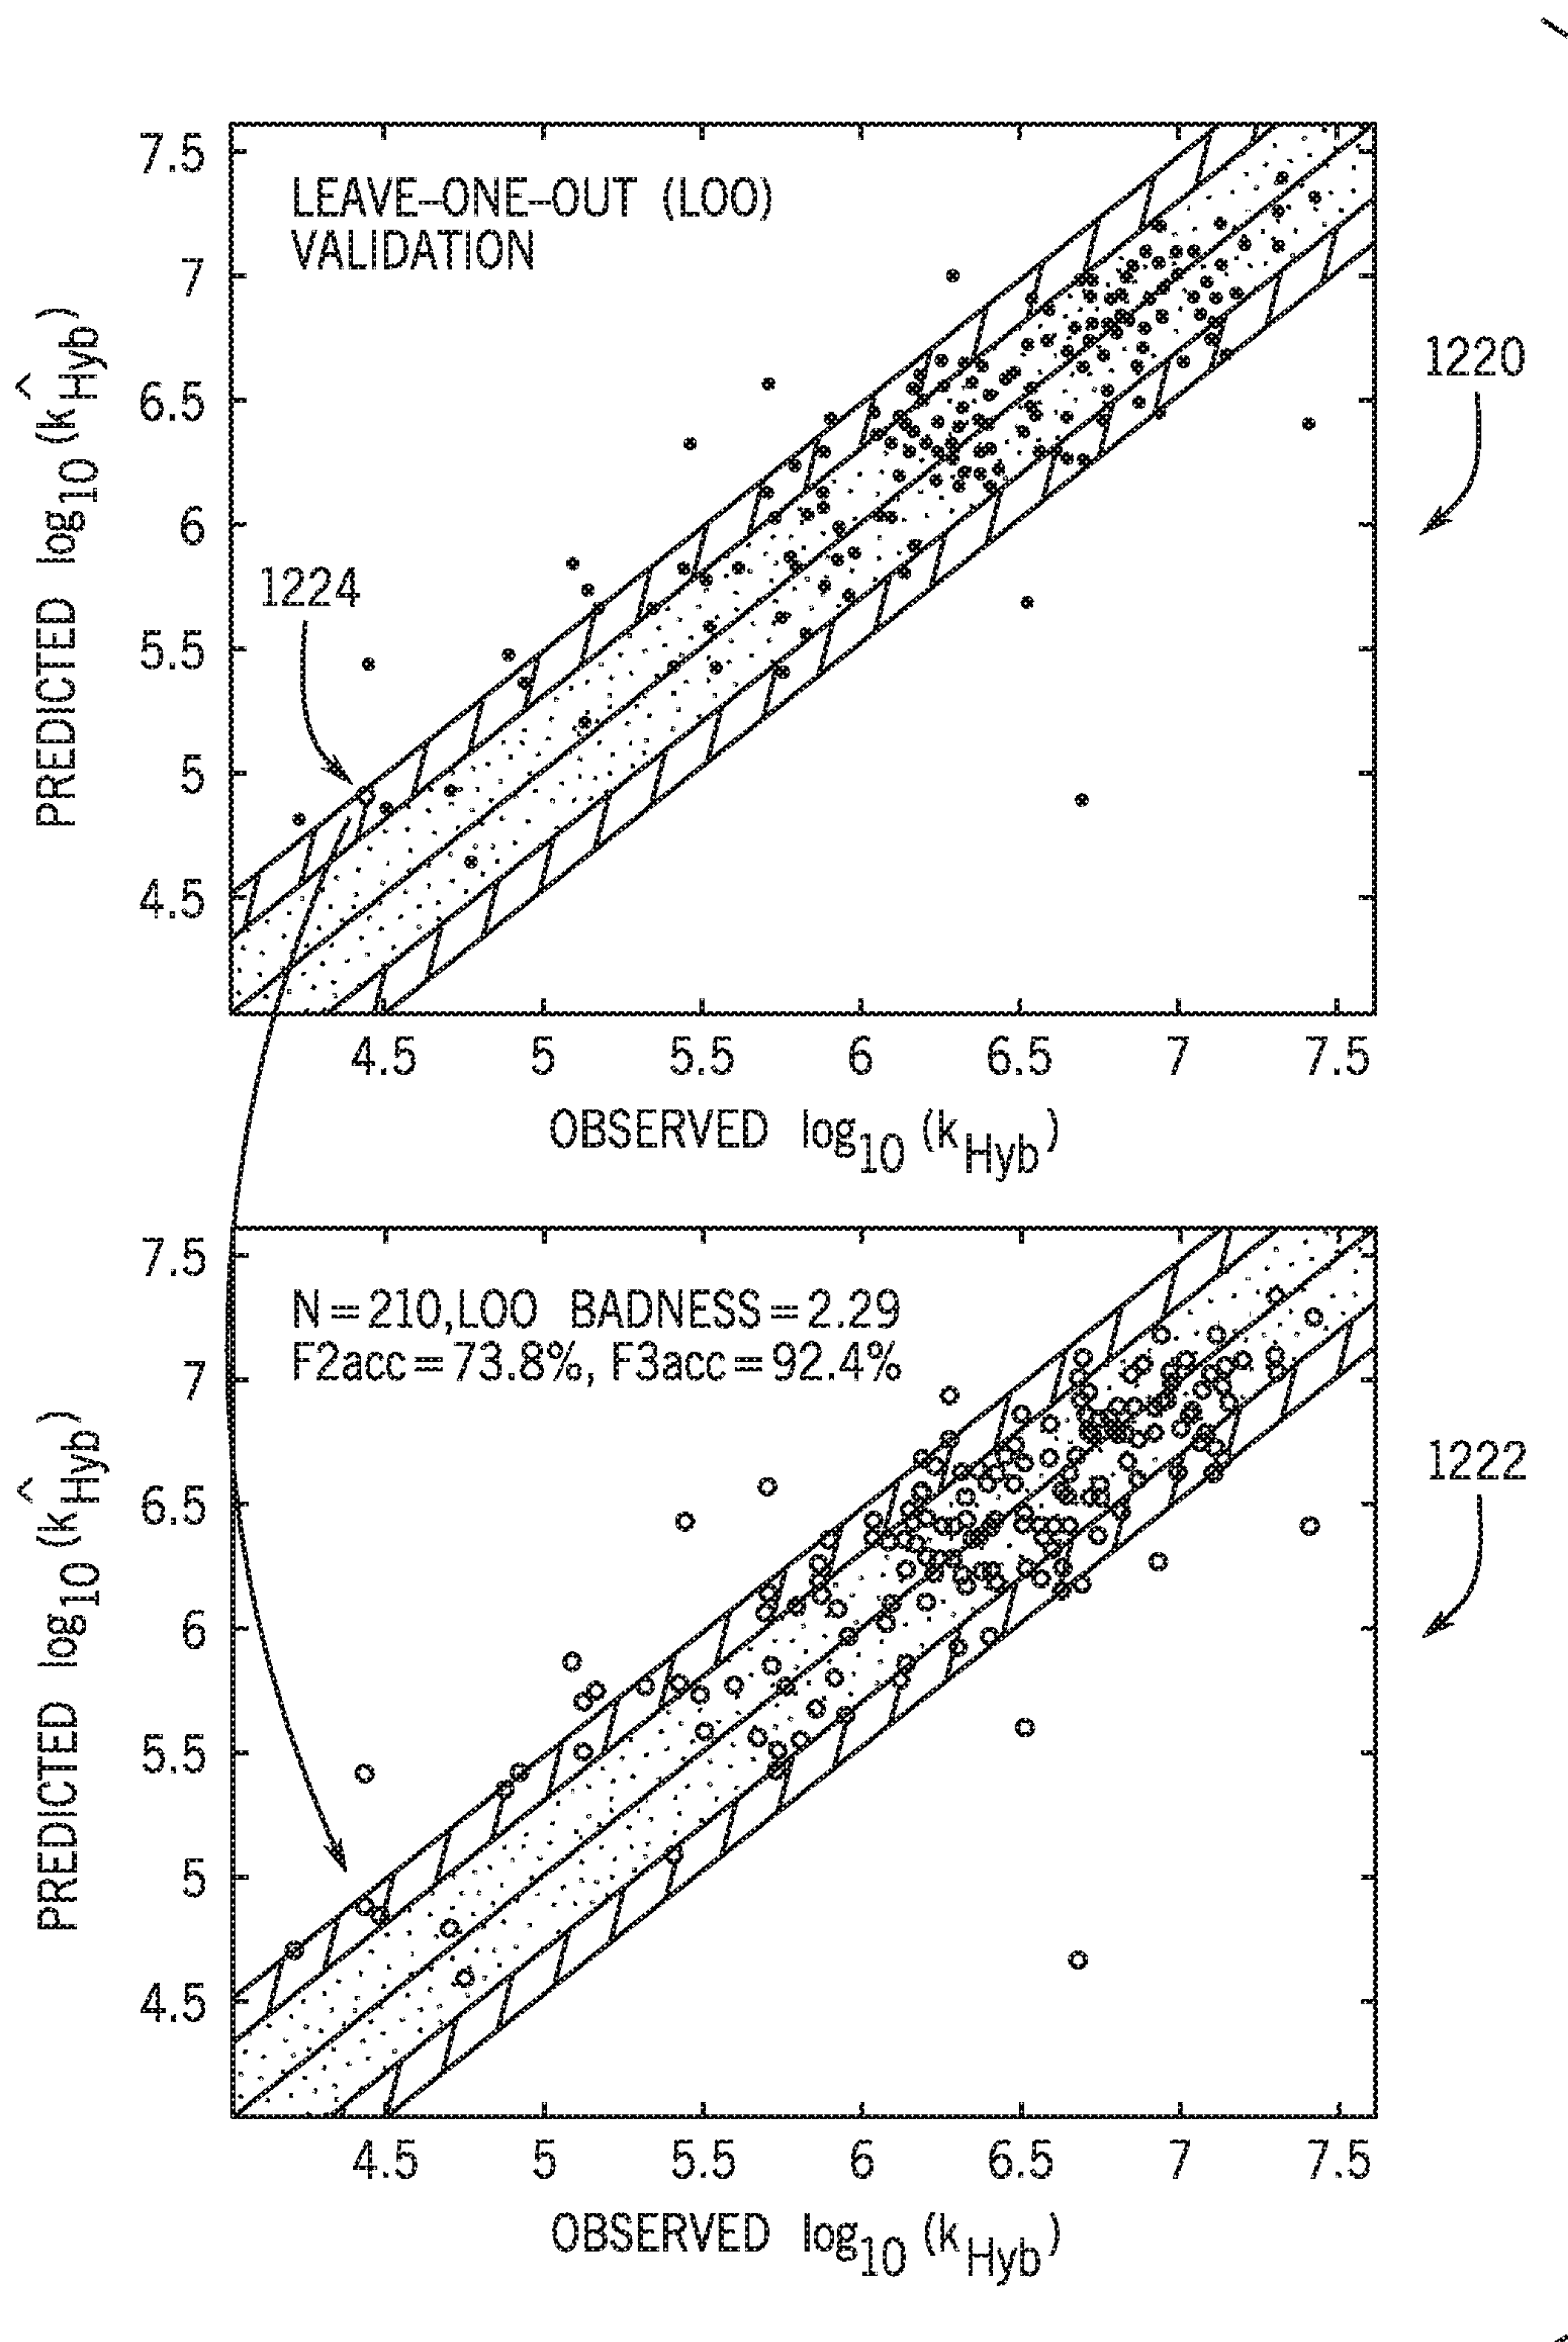 LEAVE-ONE-OUT (LOO)
VALIDATION
7.5
7
6.5
6
5.5
5
4.5
PREDICTED log10 (k̂Hyb)
1224
1220
4.5 5 5.5 6 6.5 7 7.5
OBSERVED log10 (kHyb)
N=210,LOO BADNESS=2.29
F2acc=73.8%, F3acc=92.4%
7.5
7
6.5
6
5.5
5
4.5
PREDICTED log10 (k̂Hyb)
1222
4.5 5 5.5 6 6.5 7 7.5
OBSERVED log10 (kHyb)